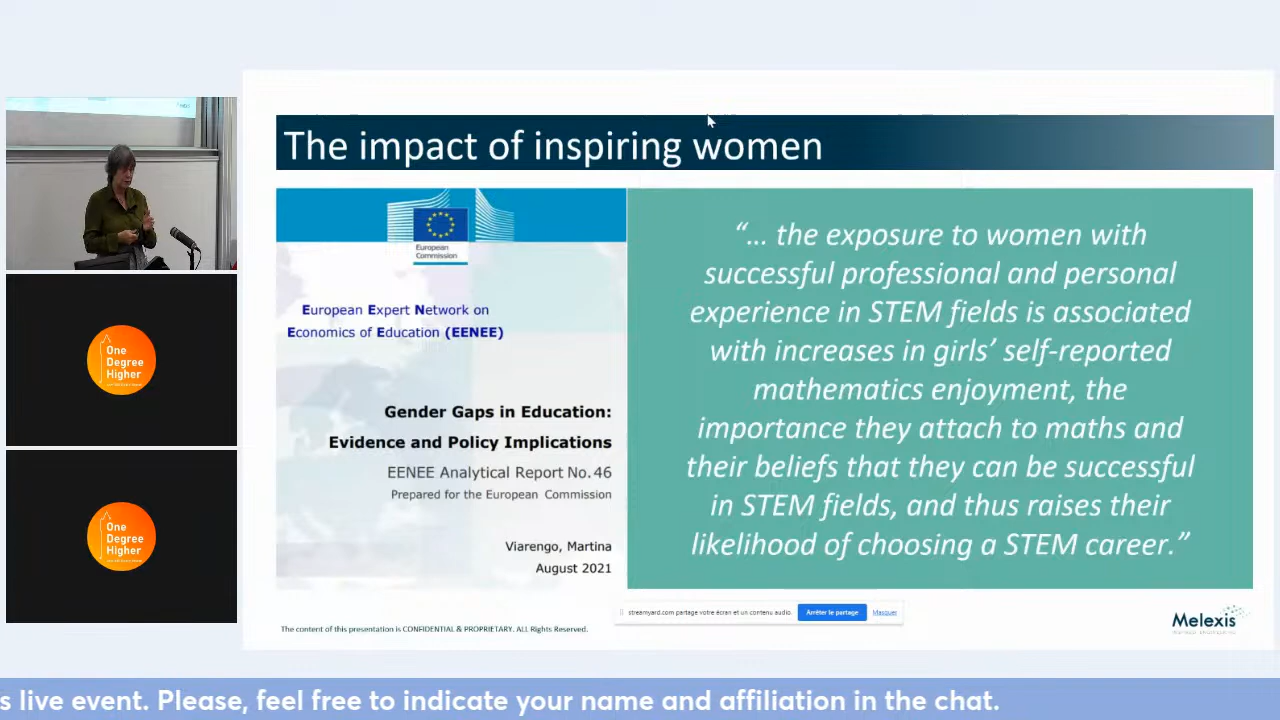 The impact of inspiring women
European
Commission
European Expert Network on
Economics of Education (EENEE)
Gender Gaps in Education:
Evidence and Policy Implications
EENEE Analytical Report No. 46
Prepared for the European Commission
Viarengo, Martina
August 2021
“... the exposure to women with
successful professional and personal
experience in STEM fields is associated
with increases in girls’ self-reported
mathematics enjoyment, the
importance they attach to maths and
their beliefs that they can be successful
in STEM fields, and thus raises their
likelihood of choosing a STEM career.”
One
Degree
Higher
One
Degree
Higher
streamyard.com partage votre écran et un contenu audio.
Arrêter le partage
Masquer
The content of this presentation is CONFIDENTIAL & PROPRIETARY. ALL Rights Reserved.
Melexis
s live event. Please, feel free to indicate your name and affiliation in the chat.